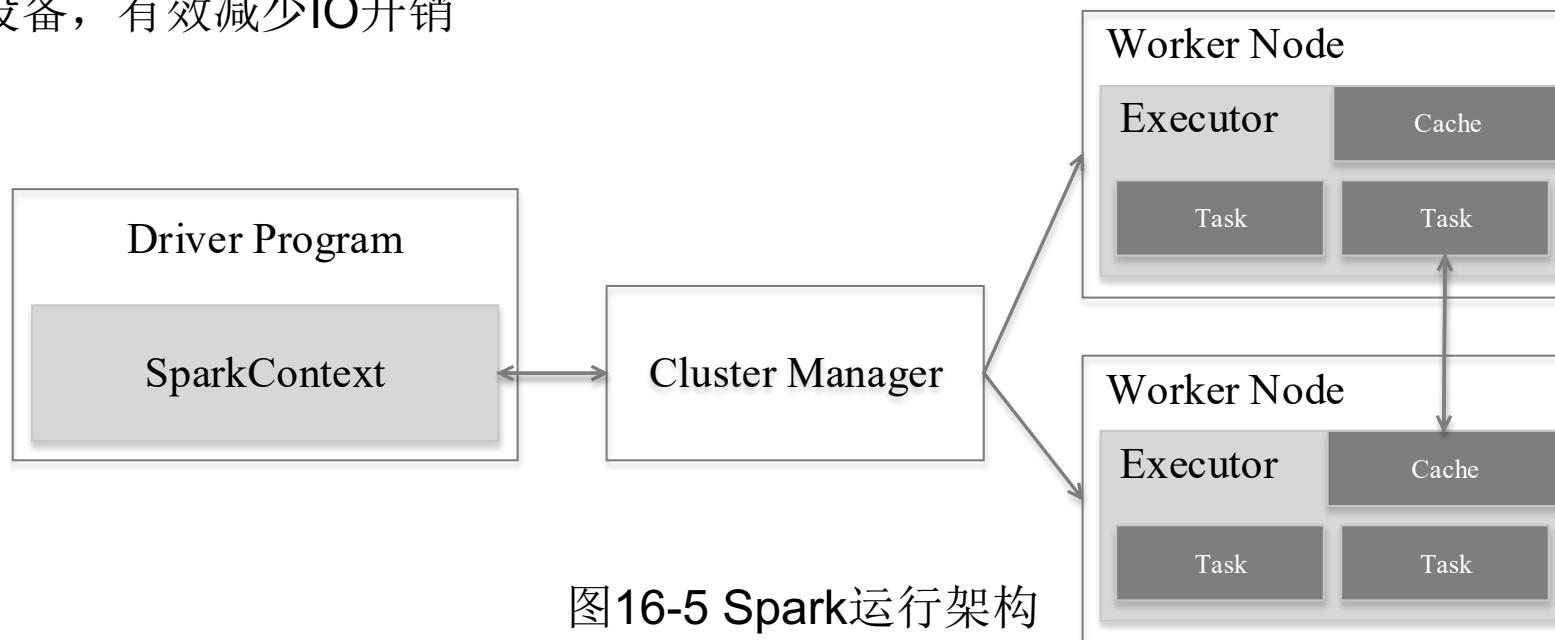 设备，有效减少IO开销
Worker Node
Executor
Cache
Task
Task
Driver Program
SparkContext
Cluster Manager
Worker Node
Executor
Cache
Task
Task
图16-5 Spark运行架构